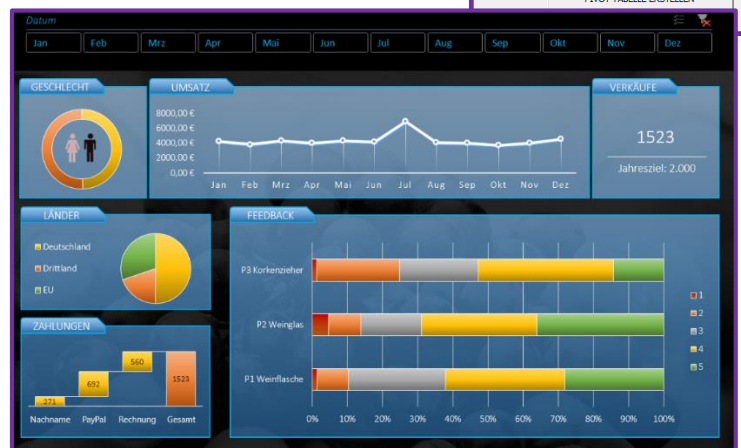 PIVOT TABELLE ERSTELLEN
Datum
Jan Feb Mrz Apr Mai Jun Jul Aug Sep Okt Nov Dez
GESCHLECHT
UMSATZ
8000,00 €
6000,00 €
4000,00 €
2000,00 €
0,00 €
Jan Feb Mrz Apr Mai Jun Jul Aug Sep Okt Nov Dez
VERKÄUFE
1523
Jahresziel: 2.000
LÄNDER
Deutschland
Drittland
EU
ZAHLUNGEN
271
692
560
1523
Nachname PayPal Rechnung Gesamt
FEEDBACK
P3 Korkenzieher
P2 Weinglas
P1 Weinflasche
0% 10% 20% 30% 40% 50% 60% 70% 80% 90% 100%
1
2
3
4
5